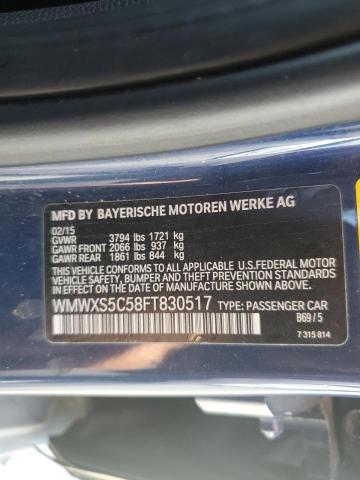 MFD BY BAYERISCHE MOTOREN WERKE AG
02/15
GVWR 3794 lbs 1721 kg
GAWR FRONT 2066 lbs 937 kg
GAWR REAR 1861 lbs 844 kg
THIS VEHICLE CONFORMS TO ALL APPLICABLE U.S.FEDERAL MOTOR
VEHICLE SAFETY, BUMPER, AND THEFT PREVENTION STANDARDS
IN EFFECT ON THE DATE OF MANUFACTURE SHOWN ABOVE.
WMWXS5C58FT830517 TYPE: PASSENGER CAR
B69/5
7 315 814